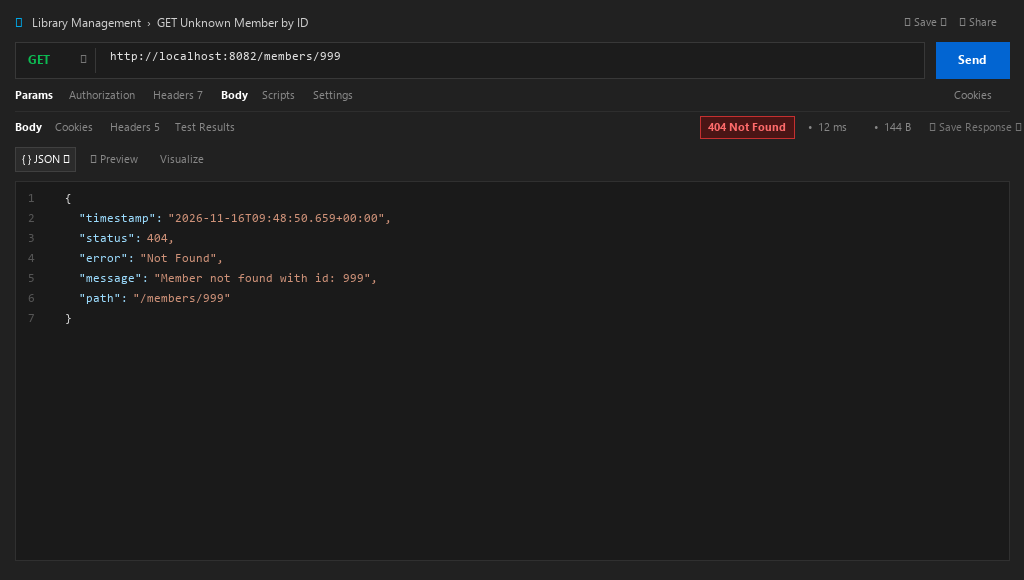 Library Management › GET Unknown Member by ID Save Share
GET http://localhost:8082/members/999 Send
Params Authorization Headers 7 Body Scripts Settings Cookies
Body Cookies Headers 5 Test Results 404 Not Found • 12 ms • 144 B Save Response
{ } JSON Preview Visualize
1 {
2 "timestamp": "2026-11-16T09:48:50.659+00:00",
3 "status": 404,
4 "error": "Not Found",
5 "message": "Member not found with id: 999",
6 "path": "/members/999"
7 }